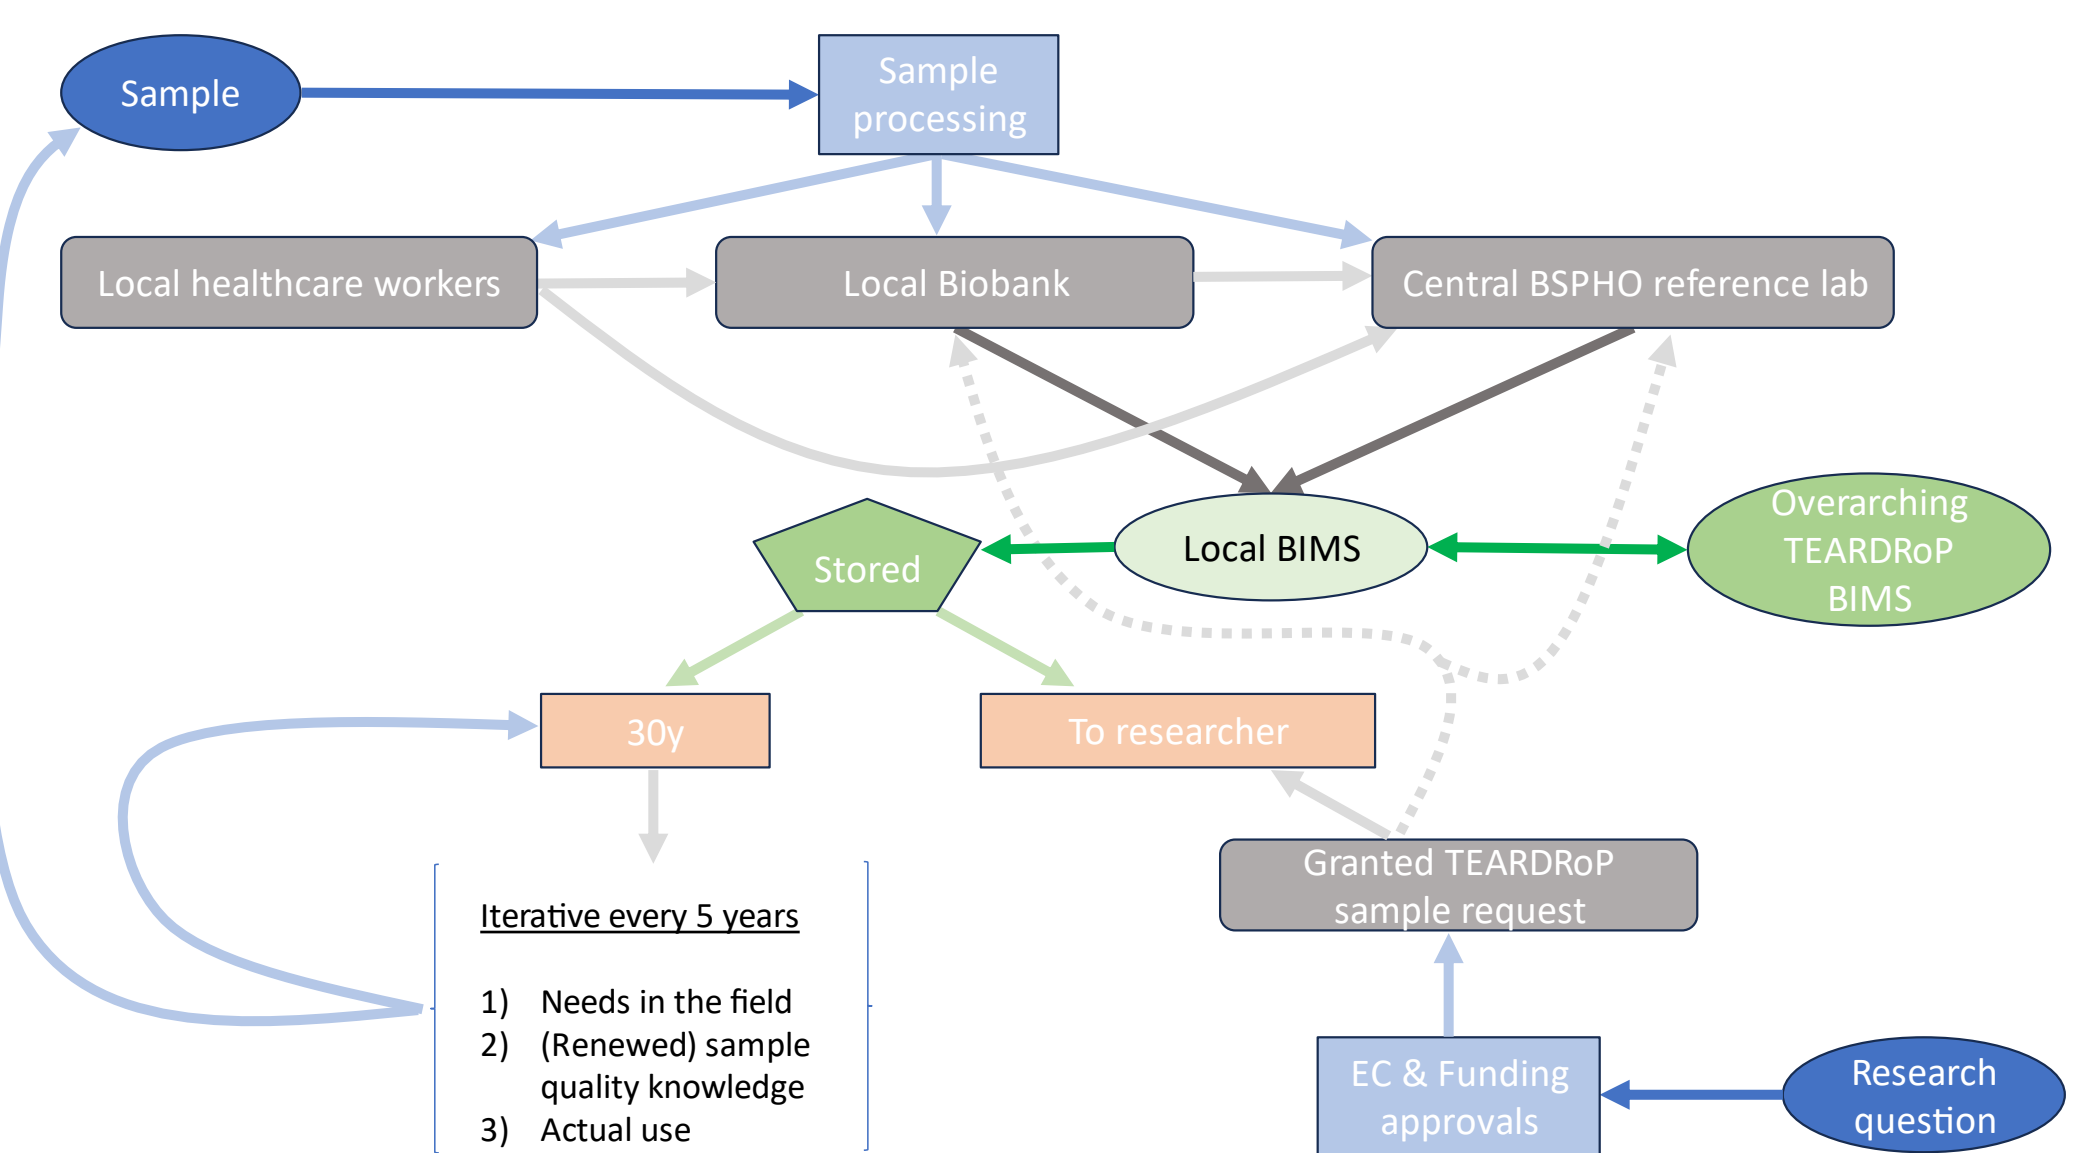 Sample
Sample
processing
Local healthcare workers
Local Biobank
Central BSPHO reference lab
Stored
Local BIMS
Overarching
TEARDRoP
BIMS
30y
To researcher
Granted TEARDRoP
sample request
Iterative every 5 years
1) Needs in the field
2) (Renewed) sample
quality knowledge
3) Actual use
EC & Funding
approvals
Research
question